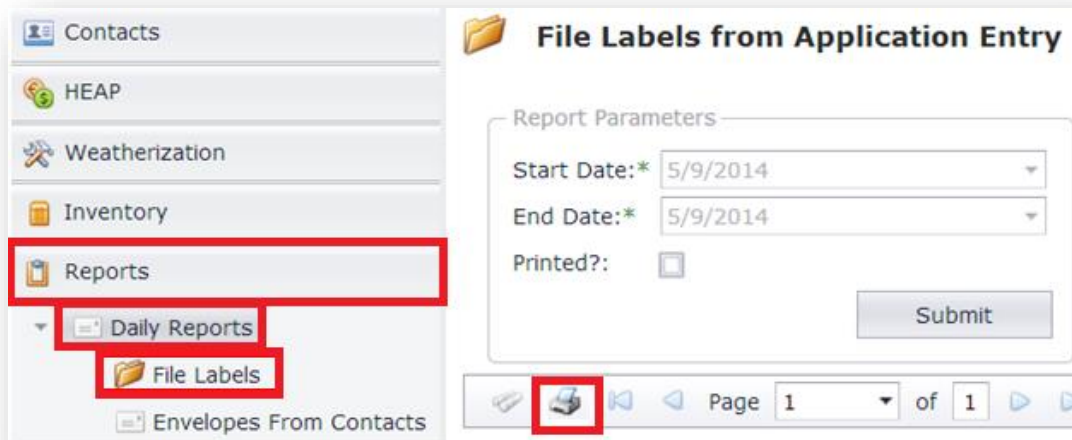 Contacts
HEAP
Weatherization
Inventory
Reports
Daily Reports
File Labels
Envelopes From Contacts
File Labels from Application Entry
Report Parameters
Start Date:* 5/9/2014
End Date:* 5/9/2014
Printed?:
Submit
Page 1 of 1